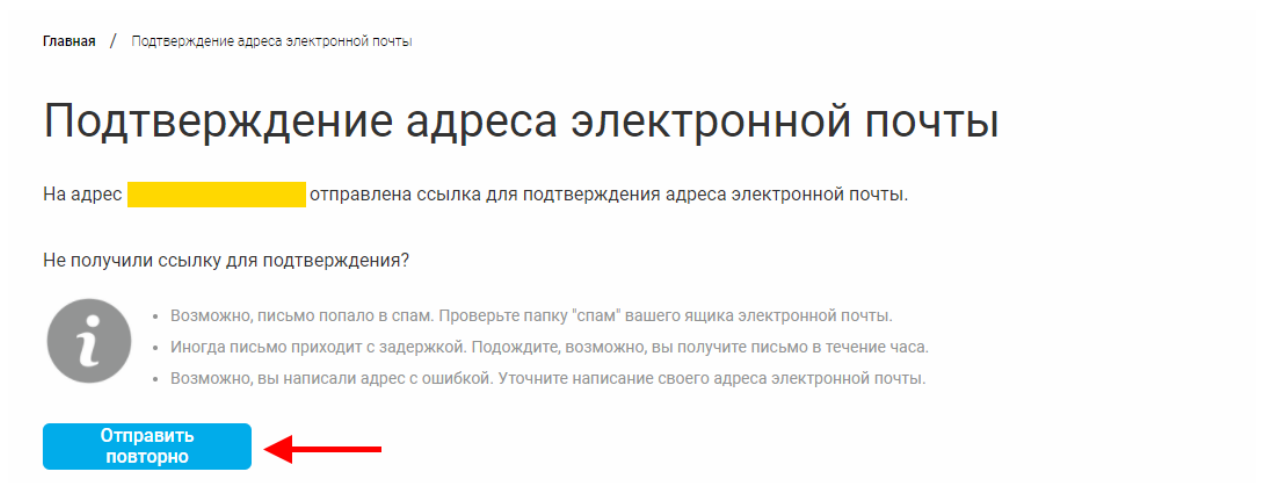 Главная / Подтверждение адреса электронной почты
Подтверждение адреса электронной почты
На адрес отправлена ссылка для подтверждения адреса электронной почты.
Не получили ссылку для подтверждения?
• Возможно, письмо попало в спам. Проверьте папку "спам" вашего ящика электронной почты.
• Иногда письмо приходит с задержкой. Подождите, возможно, вы получите письмо в течение часа.
• Возможно, вы написали адрес с ошибкой. Уточните написание своего адреса электронной почты.
Отправить
повторно